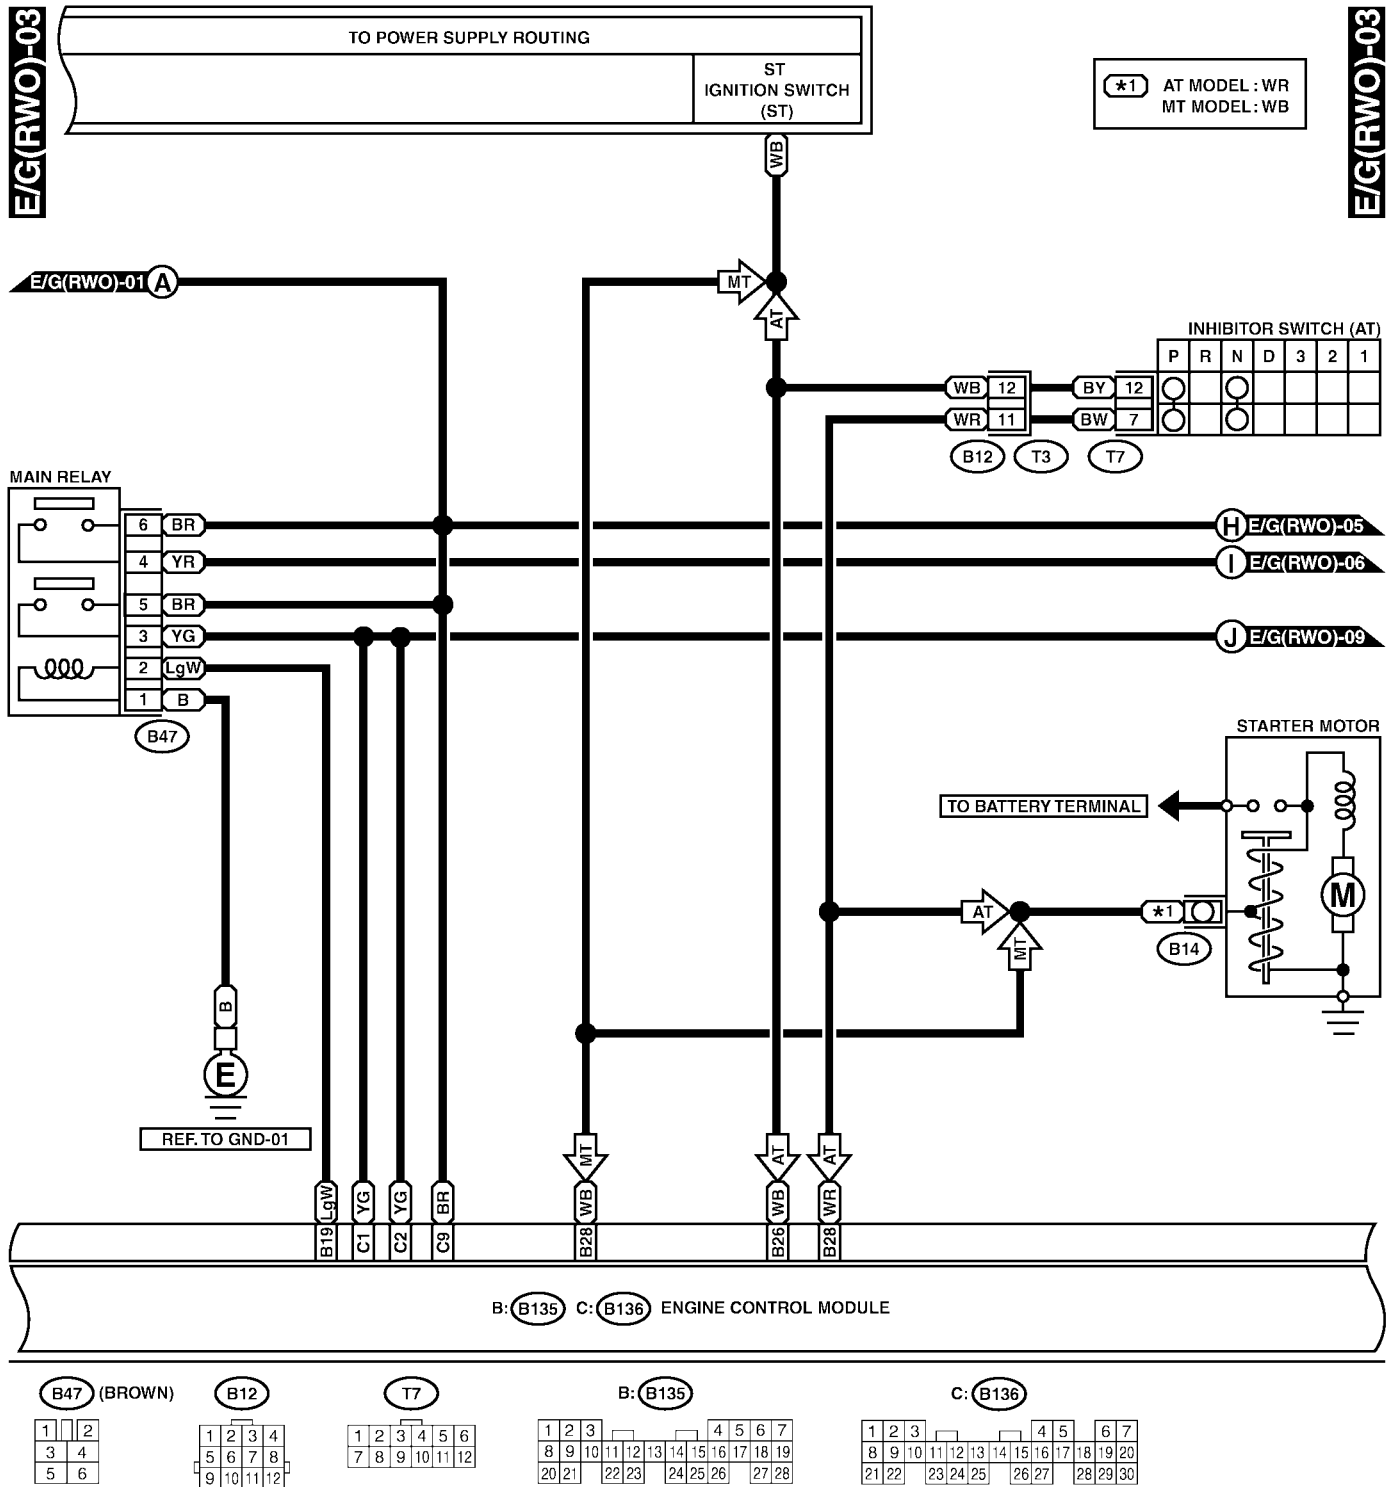 E/G(RWO)-03
E/G(RWO)-03
TO POWER SUPPLY ROUTING
ST
IGNITION SWITCH
(ST)
*1 AT MODEL : WR
MT MODEL : WB
WB
E/G(RWO)-01 A
MT
AT
INHIBITOR SWITCH (AT)
P R N D 3 2 1
WB 12 BY 12
WR 11 BW 7
B12 T3 T7
MAIN RELAY
6 BR
H E/G(RWO)-05
4 YR
I E/G(RWO)-06
5 BR
3 YG
J E/G(RWO)-09
2 LgW
1 B
B47
STARTER MOTOR
TO BATTERY TERMINAL
M
AT
*1
MT
B14
B
E
REF. TO GND-01
MT AT AT
LgW YG YG BR WB WB WR
B19 C1 C2 C9 B28 B26 B28
B: B135 C: B136 ENGINE CONTROL MODULE
B47 (BROWN)
1 2
3 4
5 6
B12
1 2 3 4
5 6 7 8
9 10 11 12
T7
1 2 3 4 5 6
7 8 9 10 11 12
B: B135
1 2 3 4 5 6 7
8 9 10 11 12 13 14 15 16 17 18 19
20 21 22 23 24 25 26 27 28
C: B136
1 2 3 4 5 6 7
8 9 10 11 12 13 14 15 16 17 18 19 20
21 22 23 24 25 26 27 28 29 30